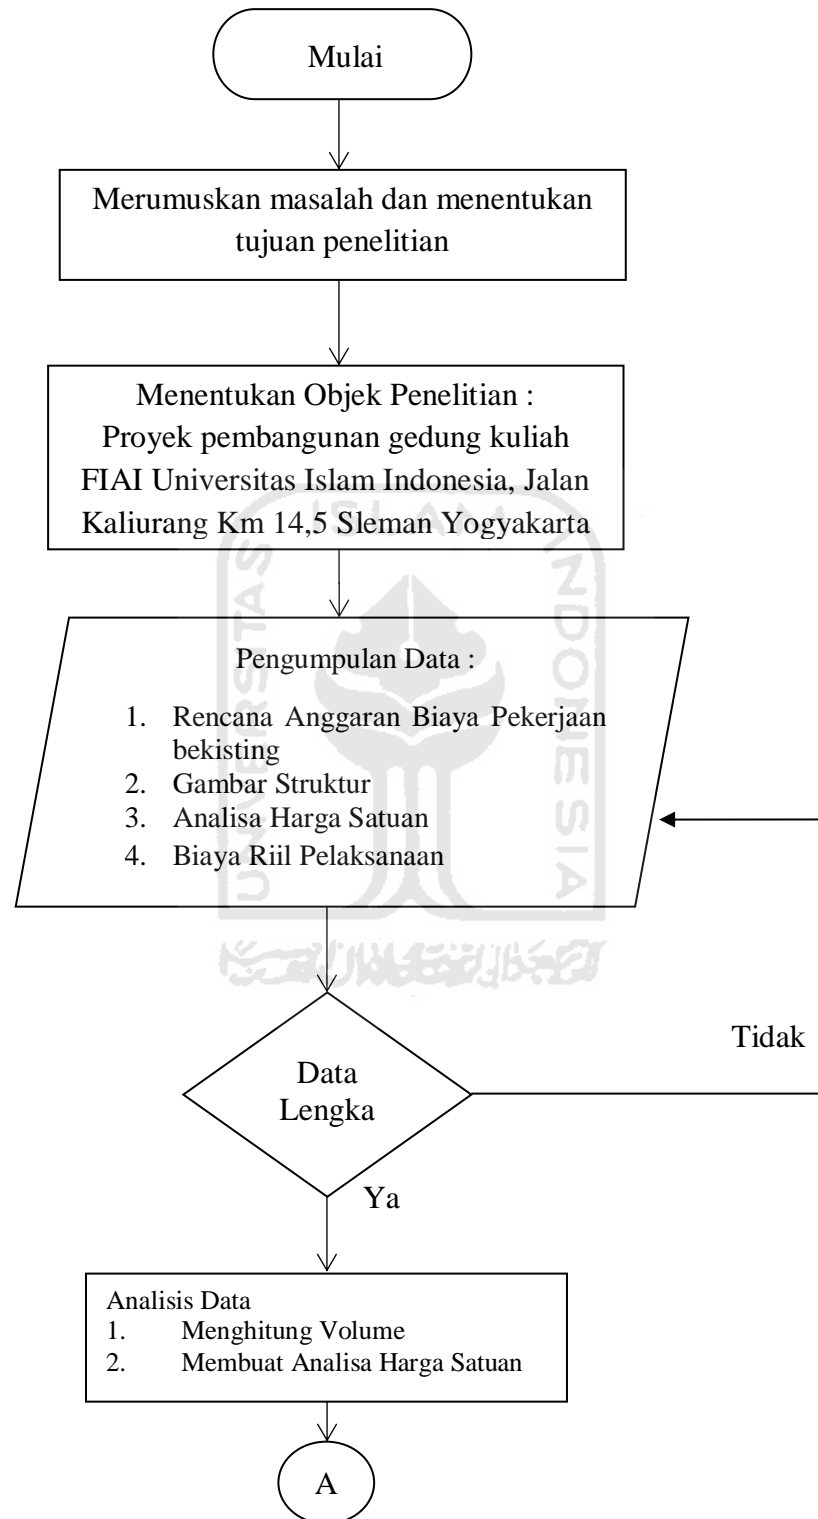 Mulai
Merumuskan masalah dan menentukan
tujuan penelitian
Menentukan Objek Penelitian :
Proyek pembangunan gedung kuliah
FIAI Universitas Islam Indonesia, Jalan
Kaliurang Km 14,5 Sleman Yogyakarta
ISLAM
UNIVERSITAS
INDONESIA
Pengumpulan Data :
1. Rencana Anggaran Biaya Pekerjaan
bekisting
2. Gambar Struktur
3. Analisa Harga Satuan
4. Biaya Riil Pelaksanaan
Tidak
Data
Lengka
Ya
Analisis Data
1. Menghitung Volume
2. Membuat Analisa Harga Satuan
A